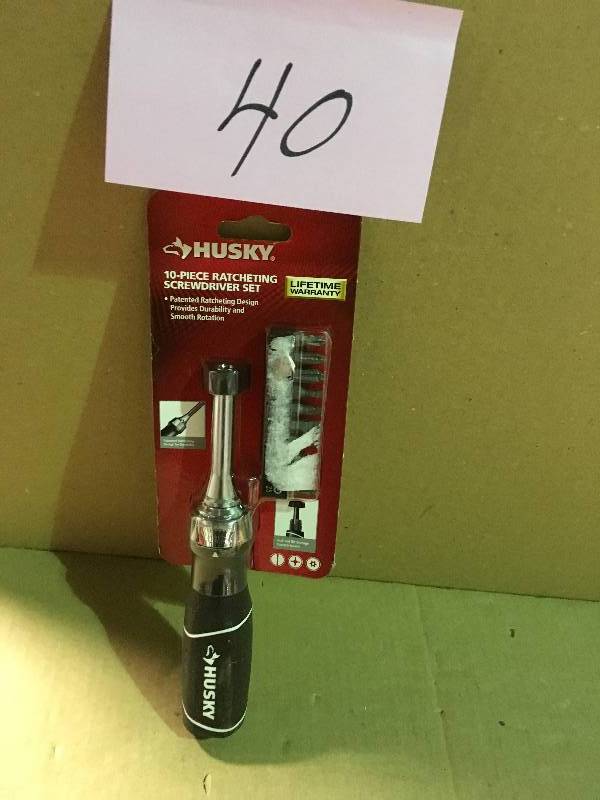 40
HUSKY®
10-PIECE RATCHETING
SCREWDRIVER SET
LIFETIME
WARRANTY
• Patented Ratcheting Design
Provides Durability and
Smooth Rotation
HUSKY